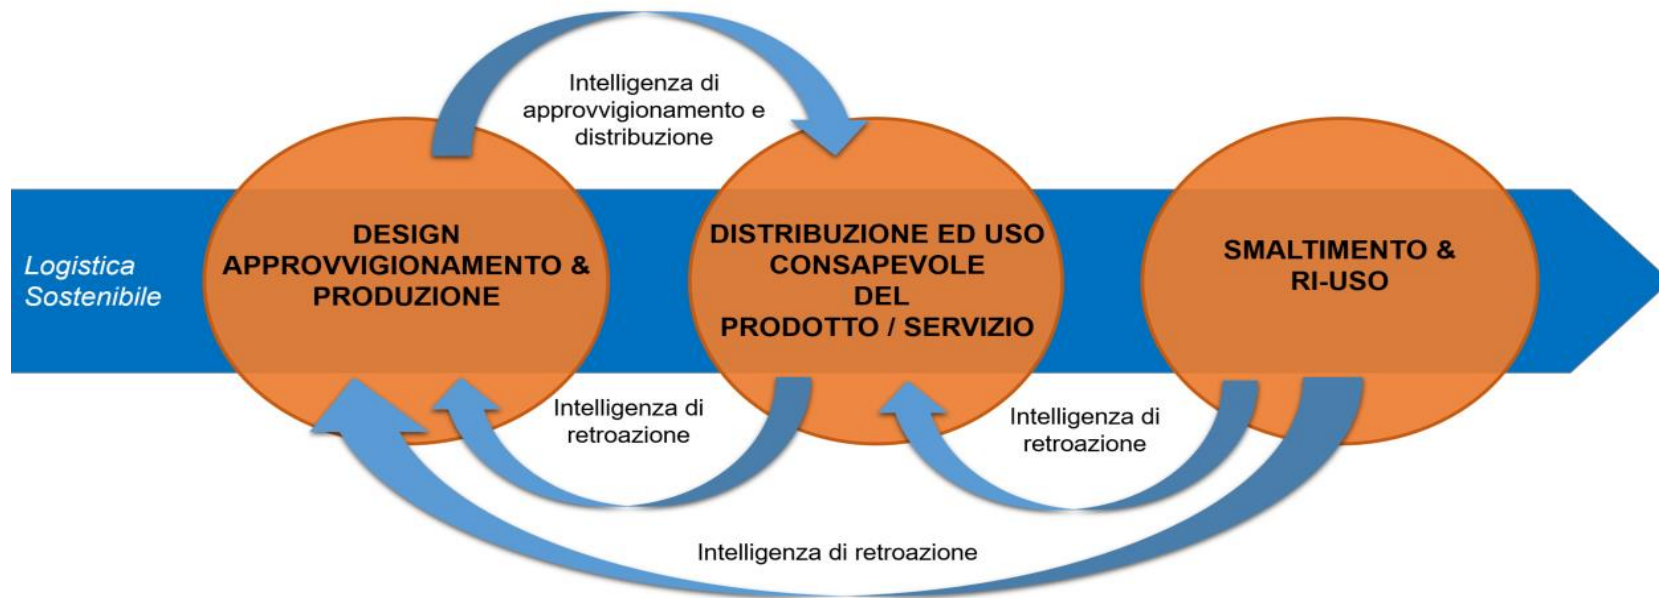 Intelligenza di
approvvigionamento e
distribuzione
Logistica
Sostenibile
DESIGN
APPROVVIGIONAMENTO &
PRODUZIONE
DISTRIBUZIONE ED USO
CONSAPEVOLE
DEL
PRODOTTO / SERVIZIO
SMALTIMENTO &
RI-USO
Intelligenza di
retroazione
Intelligenza di
retroazione
Intelligenza di retroazione